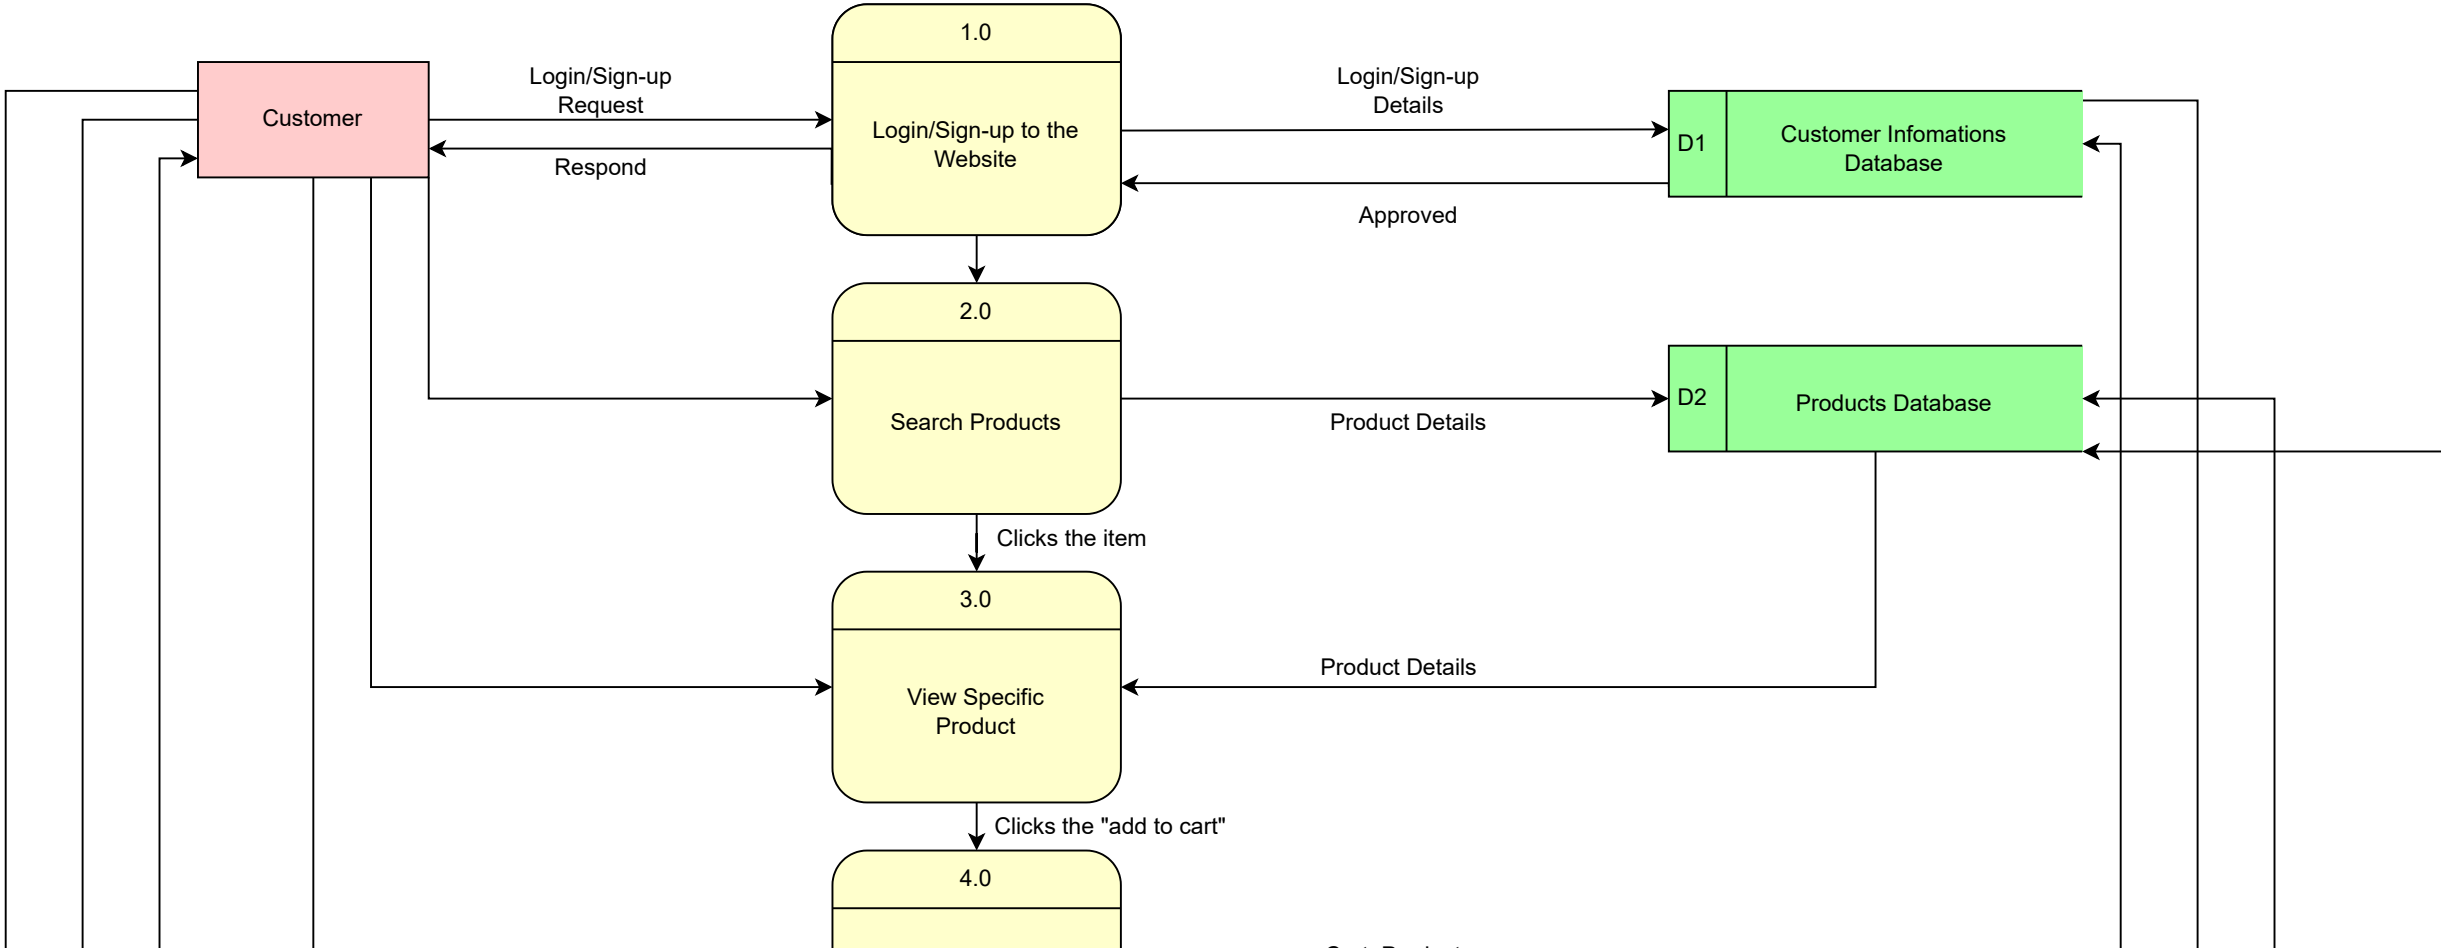 1.0
Customer
Login/Sign-up
Request
Respond
Login/Sign-up to the
Website
Login/Sign-up
Details
Approved
D1
Customer Infomations
Database
2.0
Search Products
Product Details
D2
Products Database
Clicks the item
3.0
View Specific
Product
Product Details
Clicks the "add to cart"
4.0